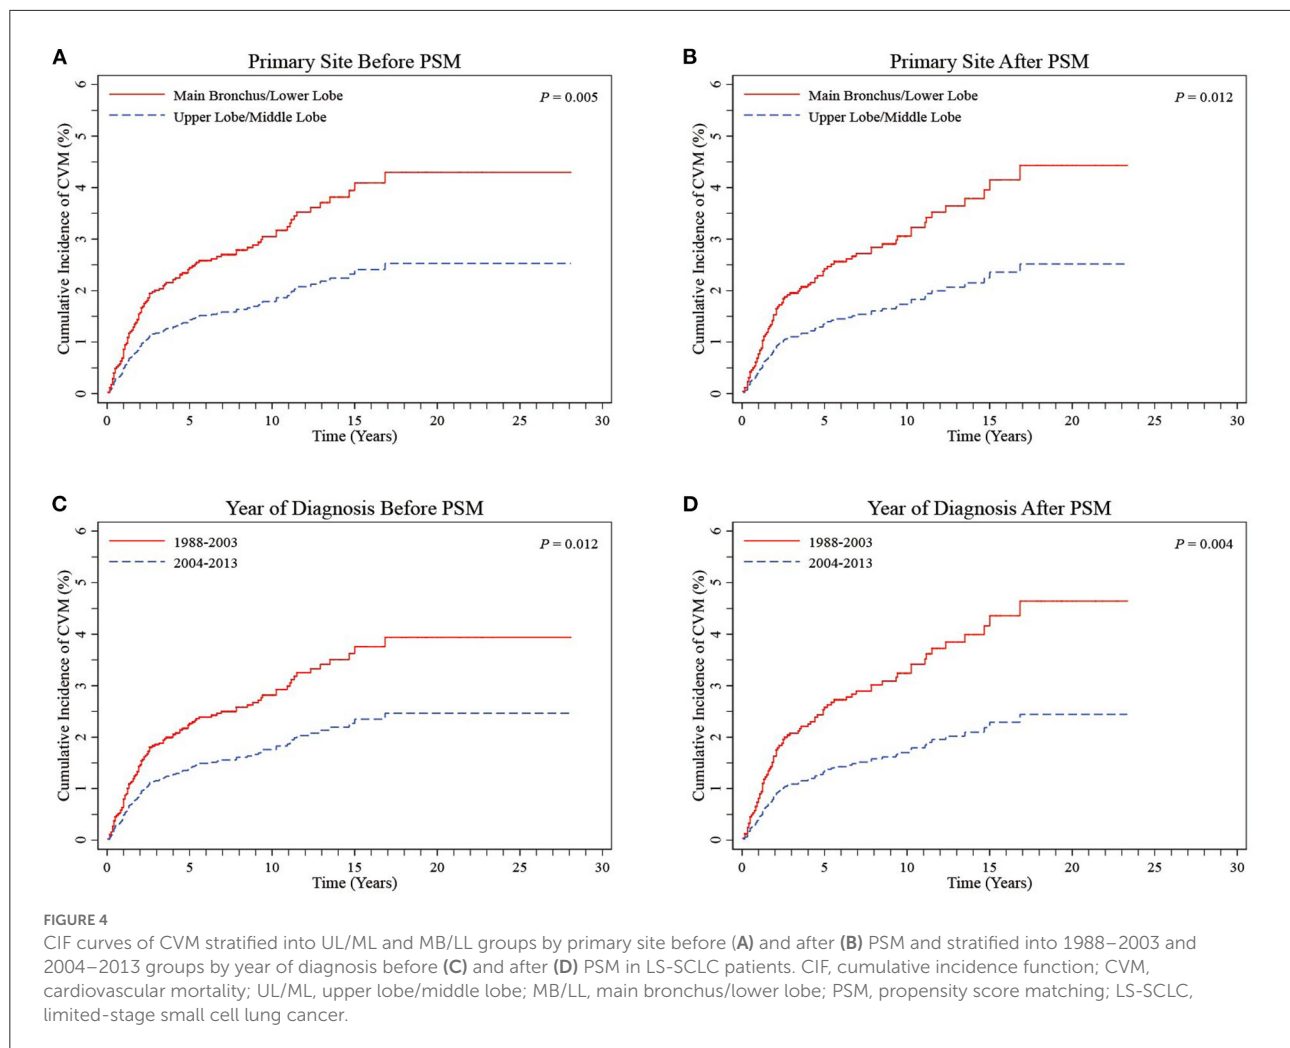 A
Primary Site Before PSM
Main Bronchus/Lower Lobe
Upper Lobe/Middle Lobe
P = 0.005
Cumulative Incidence of CVM (%)
0 1 2 3 4 5 6
0 5 10 15 20 25 30
Time (Years)
B
Primary Site After PSM
Main Bronchus/Lower Lobe
Upper Lobe/Middle Lobe
P = 0.012
Cumulative Incidence of CVM (%)
0 1 2 3 4 5 6
0 5 10 15 20 25 30
Time (Years)
C
Year of Diagnosis Before PSM
1988-2003
2004-2013
P = 0.012
Cumulative Incidence of CVM (%)
0 1 2 3 4 5 6
0 5 10 15 20 25 30
Time (Years)
D
Year of Diagnosis After PSM
1988-2003
2004-2013
P = 0.004
Cumulative Incidence of CVM (%)
0 1 2 3 4 5 6
0 5 10 15 20 25 30
Time (Years)
FIGURE 4
CIF curves of CVM stratified into UL/ML and MB/LL groups by primary site before (A) and after (B) PSM and stratified into 1988–2003 and
2004–2013 groups by year of diagnosis before (C) and after (D) PSM in LS-SCLC patients. CIF, cumulative incidence function; CVM,
cardiovascular mortality; UL/ML, upper lobe/middle lobe; MB/LL, main bronchus/lower lobe; PSM, propensity score matching; LS-SCLC,
limited-stage small cell lung cancer.